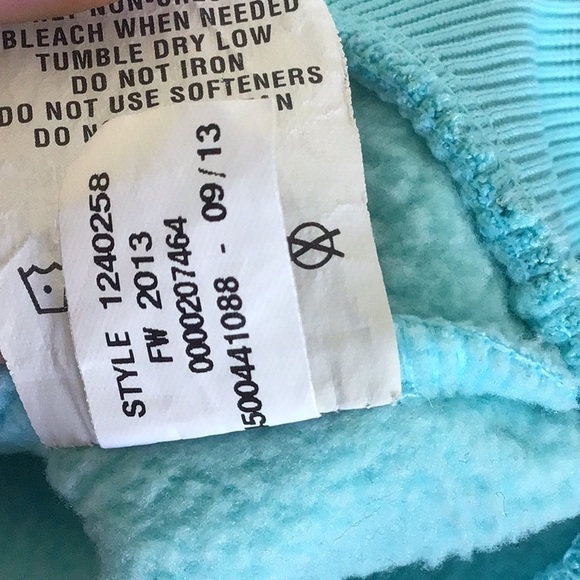 BLEACH WHEN NEEDED
TUMBLE DRY LOW
DO NOT IRON
DO NOT USE SOFTENERS
DO
STYLE 1240258
FW 2013
0000207464
500441088 - 09/13